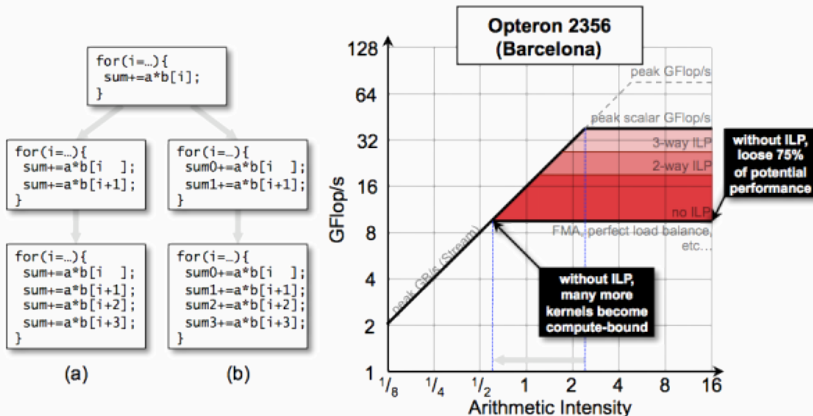 for(i=…){
sum+=a*b[i];
}
for(i=…){
sum+=a*b[i  ];
sum+=a*b[i+1];
}
for(i=…){
sum0+=a*b[i  ];
sum1+=a*b[i+1];
}
for(i=…){
sum+=a*b[i  ];
sum+=a*b[i+1];
sum+=a*b[i+2];
sum+=a*b[i+3];
}
for(i=…){
sum0+=a*b[i  ];
sum1+=a*b[i+1];
sum2+=a*b[i+2];
sum3+=a*b[i+3];
}
(a)
(b)
Opteron 2356
(Barcelona)
GFlop/s
128
64
32
16
8
4
2
1
peak GFlop/s
peak scalar GFlop/s
3-way ILP
2-way ILP
no ILP
FMA, perfect load balance,
etc…
peak GB/s (Stream)
without ILP,
loose 75%
of potential
performance
without ILP,
many more
kernels become
compute-bound
1/8
1/4
1/2
1
2
4
8
16
Arithmetic Intensity